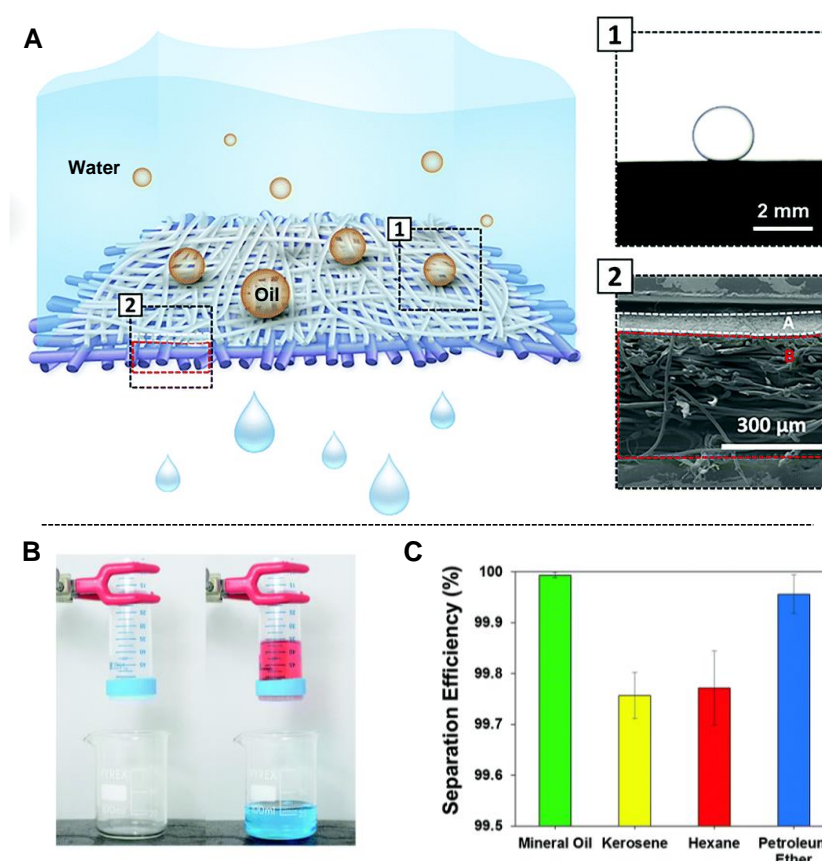 A
Water
Oil
1
2
1
2 mm
2
A
B
300 μm
B
PYREX
C
Separation Efficiency (%)
100
99.9
99.8
99.7
99.6
99.5
Mineral Oil
Kerosene
Hexane
Petroleum
Ether